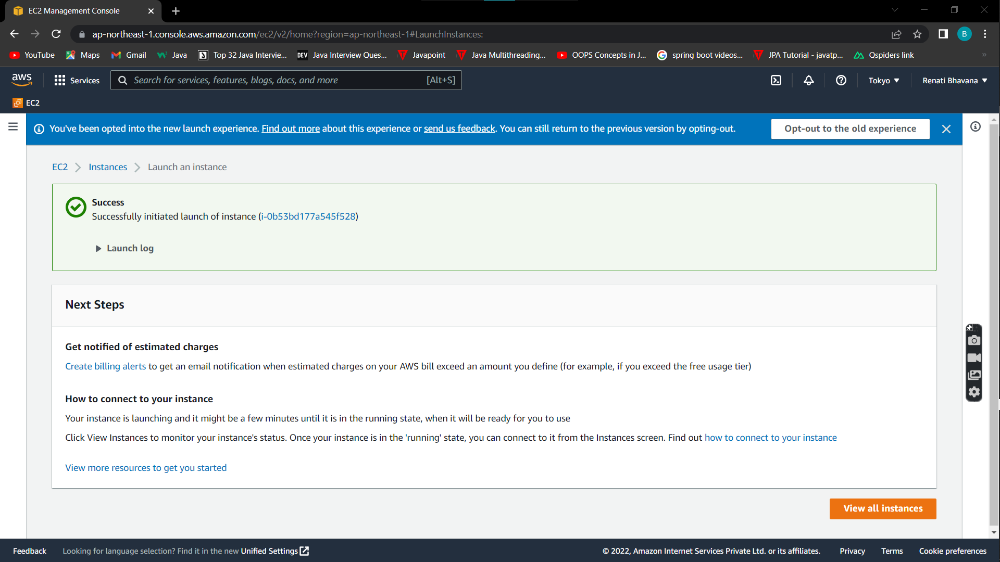 EC2 Management Console
ap-northeast-1.console.aws.amazon.com/ec2/v2/home?region=ap-northeast-1#LaunchInstances:
B
YouTube Maps Gmail Java Top 32 Java Intervie... DEV Java Interview Ques... Javapoint Java Multithreading... OOPS Concepts in J... spring boot videos... JPA Tutorial - javatp... Qspiders link »
aws Services Search for services, features, blogs, docs, and more [Alt+S] Tokyo Renati Bhavana
EC2
You've been opted into the new launch experience. Find out more about this experience or send us feedback. You can still return to the previous version by opting-out. Opt-out to the old experience
EC2 Instances Launch an instance
Success
Successfully initiated launch of instance (i-0b53bd177a545f528)
Launch log
Next Steps
Get notified of estimated charges
Create billing alerts to get an email notification when estimated charges on your AWS bill exceed an amount you define (for example, if you exceed the free usage tier)
How to connect to your instance
Your instance is launching and it might be a few minutes until it is in the running state, when it will be ready for you to use
Click View Instances to monitor your instance's status. Once your instance is in the 'running' state, you can connect to it from the Instances screen. Find out how to connect to your instance
View more resources to get you started
View all instances
Feedback Looking for language selection? Find it in the new Unified Settings © 2022, Amazon Internet Services Private Ltd. or its affiliates. Privacy Terms Cookie preferences